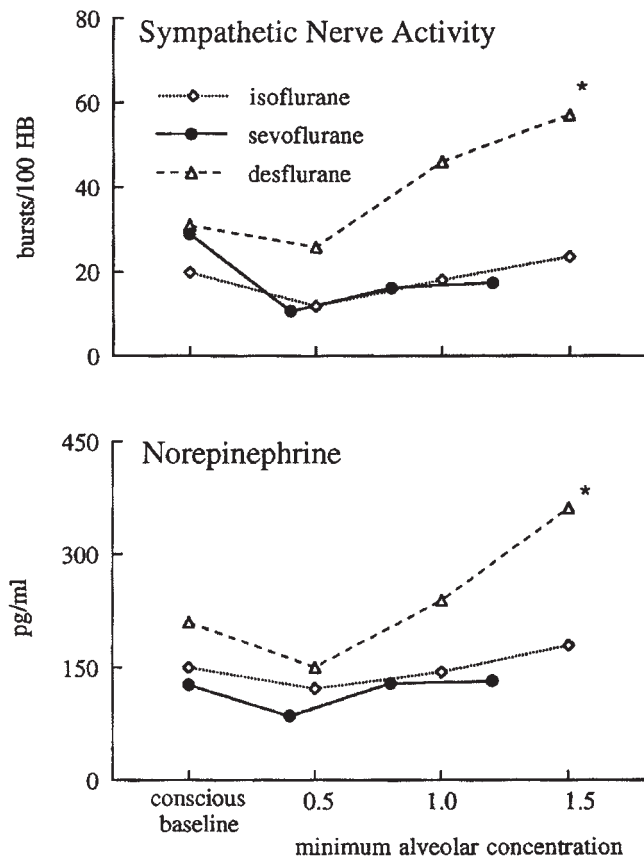 80
Sympathetic Nerve Activity
60
*
isoflurane
sevoflurane
desflurane
40
20
0
bursts/100 HB
450
Norepinephrine
*
300
150
0
pg/ml
conscious
baseline
0.5
1.0
1.5
minimum alveolar concentration